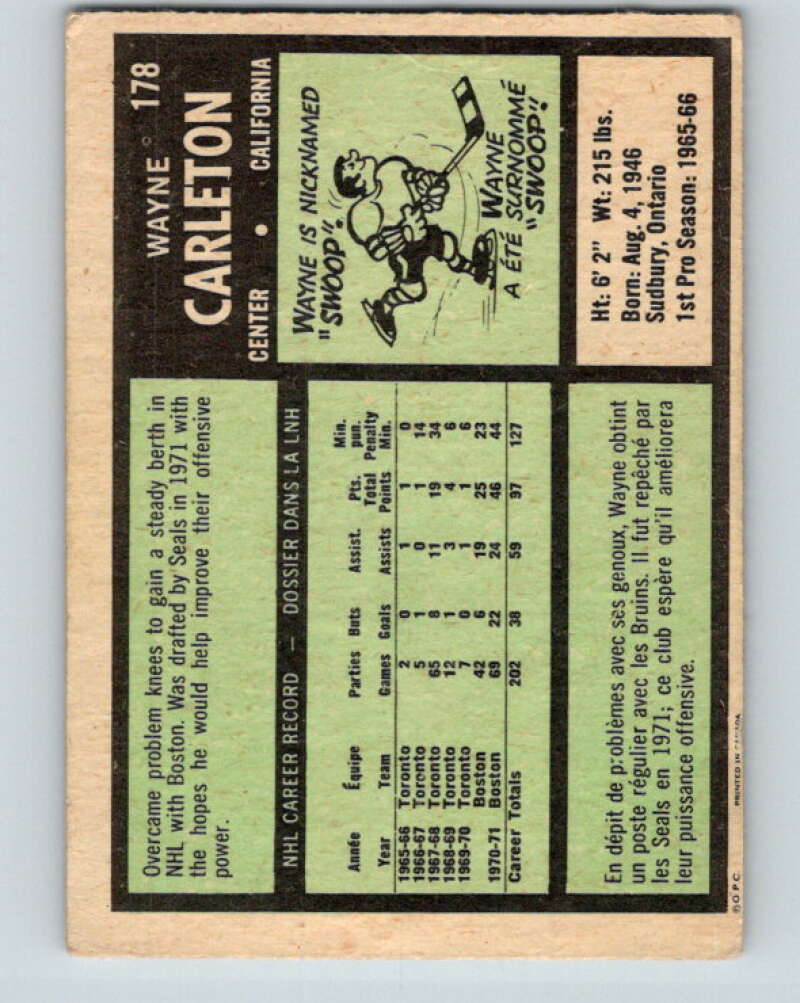 WAYNE 178
CARLETON
CENTER • CALIFORNIA
WAYNE IS NICKNAMED
"SWOOP"!
WAYNE
A ÉTÉ SURNOMMÉ
"SWOOP"!
Ht: 6' 2" Wt: 215 lbs.
Born: Aug. 4, 1946
Sudbury, Ontario
1st Pro Season: 1965-66
Overcame problem knees to gain a steady berth in
NHL with Boston. Was drafted by Seals in 1971 with
the hopes he would help improve their offensive
power.
NHL CAREER RECORD — DOSSIER DANS LA LNH
Min.
Pts. pun.
Année Équipe Parties Buts Assist. Total Penalty
Year Team Games Goals Assists Points Min.
1965-66 Toronto 2 0 1 1 0
1966-67 Toronto 5 1 0 1 14
1967-68 Toronto 65 8 11 19 34
1968-69 Toronto 12 1 3 4 6
1969-70 Toronto 7 0 1 1 6
Boston 42 6 19 25 23
1970-71 Boston 69 22 24 46 44
Career Totals 202 38 59 97 127
En dépit de problèmes avec ses genoux, Wayne obtint
un poste régulier avec les Bruins. Il fut repêché par
les Seals en 1971; ce club espère qu'il améliorera
leur puissance offensive.
© O.P.C. PRINTED IN CANADA